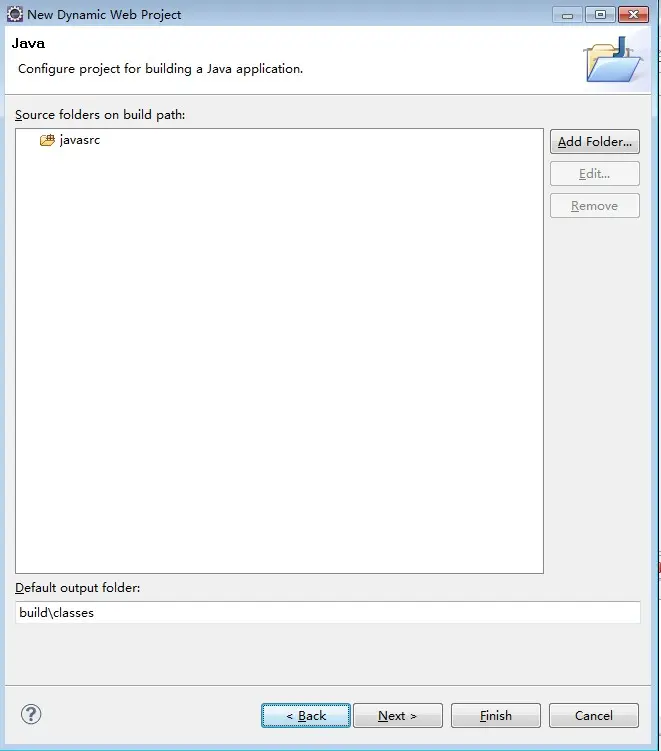 New Dynamic Web Project
Java
Configure project for building a Java application.
Source folders on build path:
javasrc
Add Folder...
Edit...
Remove
Default output folder:
build\classes
?
< Back
Next >
Finish
Cancel